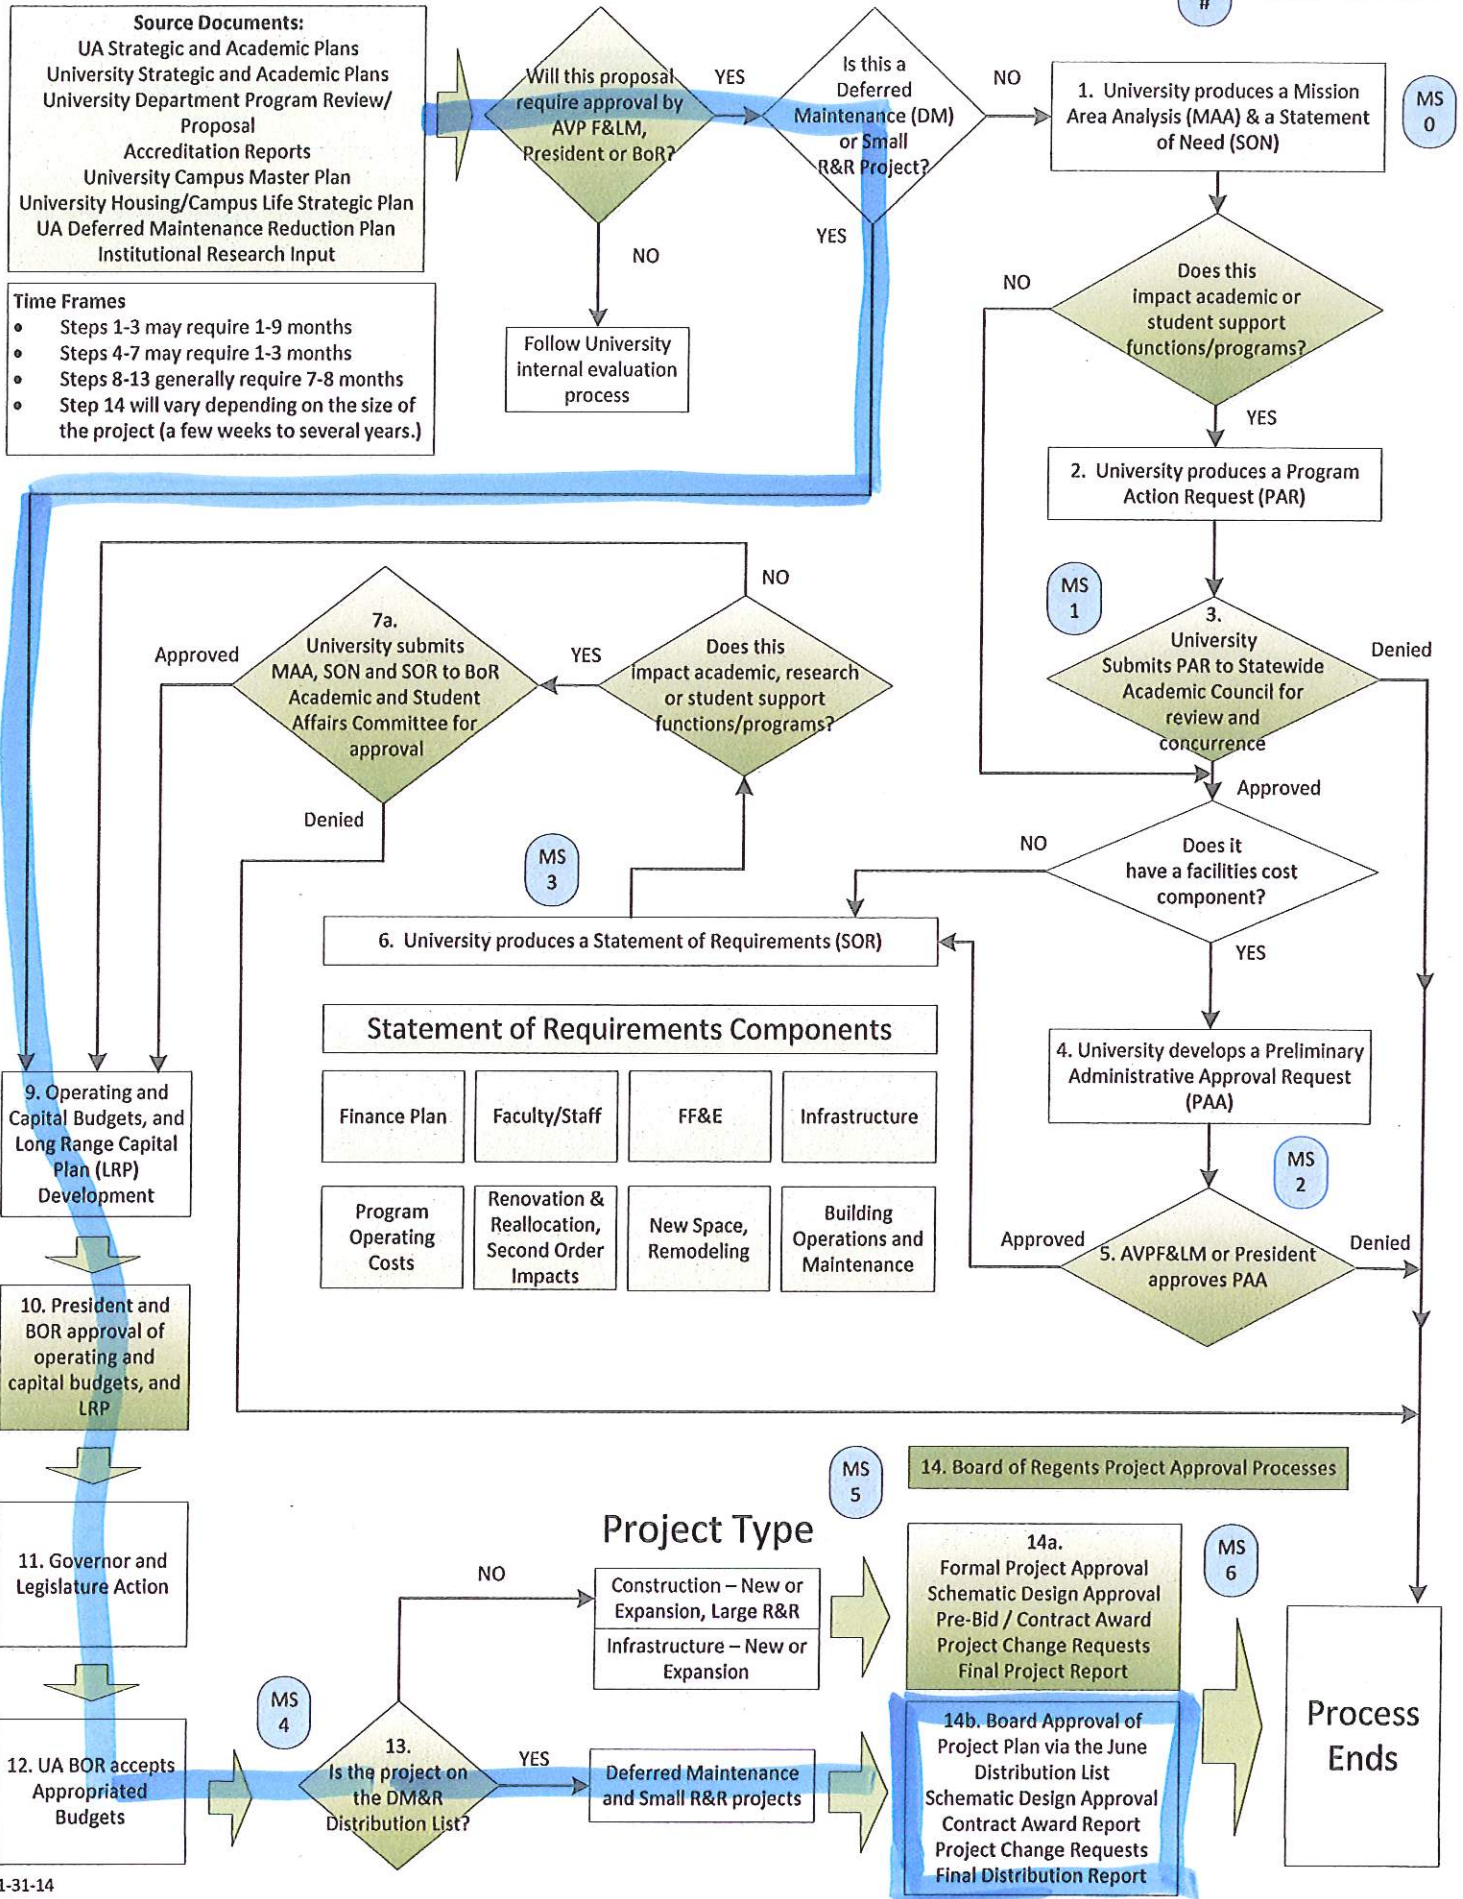 #
Source Documents:
UA Strategic and Academic Plans
University Strategic and Academic Plans
University Department Program Review/
Proposal
Accreditation Reports
University Campus Master Plan
University Housing/Campus Life Strategic Plan
UA Deferred Maintenance Reduction Plan
Institutional Research Input
Will this proposal
require approval by
AVP F&LM,
President or BoR?
YES
NO
Follow University
internal evaluation
process
Is this a
Deferred
Maintenance (DM)
or Small
R&R Project?
NO
YES
1. University produces a Mission
Area Analysis (MAA) & a Statement
of Need (SON)
MS
0
Time Frames
• Steps 1-3 may require 1-9 months
• Steps 4-7 may require 1-3 months
• Steps 8-13 generally require 7-8 months
• Step 14 will vary depending on the size of
the project (a few weeks to several years.)
Does this
impact academic or
student support
functions/programs?
NO
YES
2. University produces a Program
Action Request (PAR)
MS
1
3.
University
Submits PAR to Statewide
Academic Council for
review and
concurrence
Denied
Approved
NO
Does this
impact academic, research
or student support
functions/programs?
YES
7a.
University submits
MAA, SON and SOR to BoR
Academic and Student
Affairs Committee for
approval
Approved
Denied
MS
3
Does it
have a facilities cost
component?
NO
YES
6. University produces a Statement of Requirements (SOR)
Statement of Requirements Components
Finance Plan
Faculty/Staff
FF&E
Infrastructure
Program
Operating
Costs
Renovation &
Reallocation,
Second Order
Impacts
New Space,
Remodeling
Building
Operations and
Maintenance
4. University develops a Preliminary
Administrative Approval Request
(PAA)
MS
2
5. AVPF&LM or President
approves PAA
Approved
Denied
9. Operating and
Capital Budgets, and
Long Range Capital
Plan (LRP)
Development
10. President and
BOR approval of
operating and
capital budgets, and
LRP
11. Governor and
Legislature Action
12. UA BOR accepts
Appropriated
Budgets
MS
4
13.
Is the project on
the DM&R
Distribution List?
NO
YES
Project Type
Construction – New or
Expansion, Large R&R
Infrastructure – New or
Expansion
Deferred Maintenance
and Small R&R projects
MS
5
14. Board of Regents Project Approval Processes
14a.
Formal Project Approval
Schematic Design Approval
Pre-Bid / Contract Award
Project Change Requests
Final Project Report
MS
6
14b. Board Approval of
Project Plan via the June
Distribution List
Schematic Design Approval
Contract Award Report
Project Change Requests
Final Distribution Report
Process
Ends
1-31-14